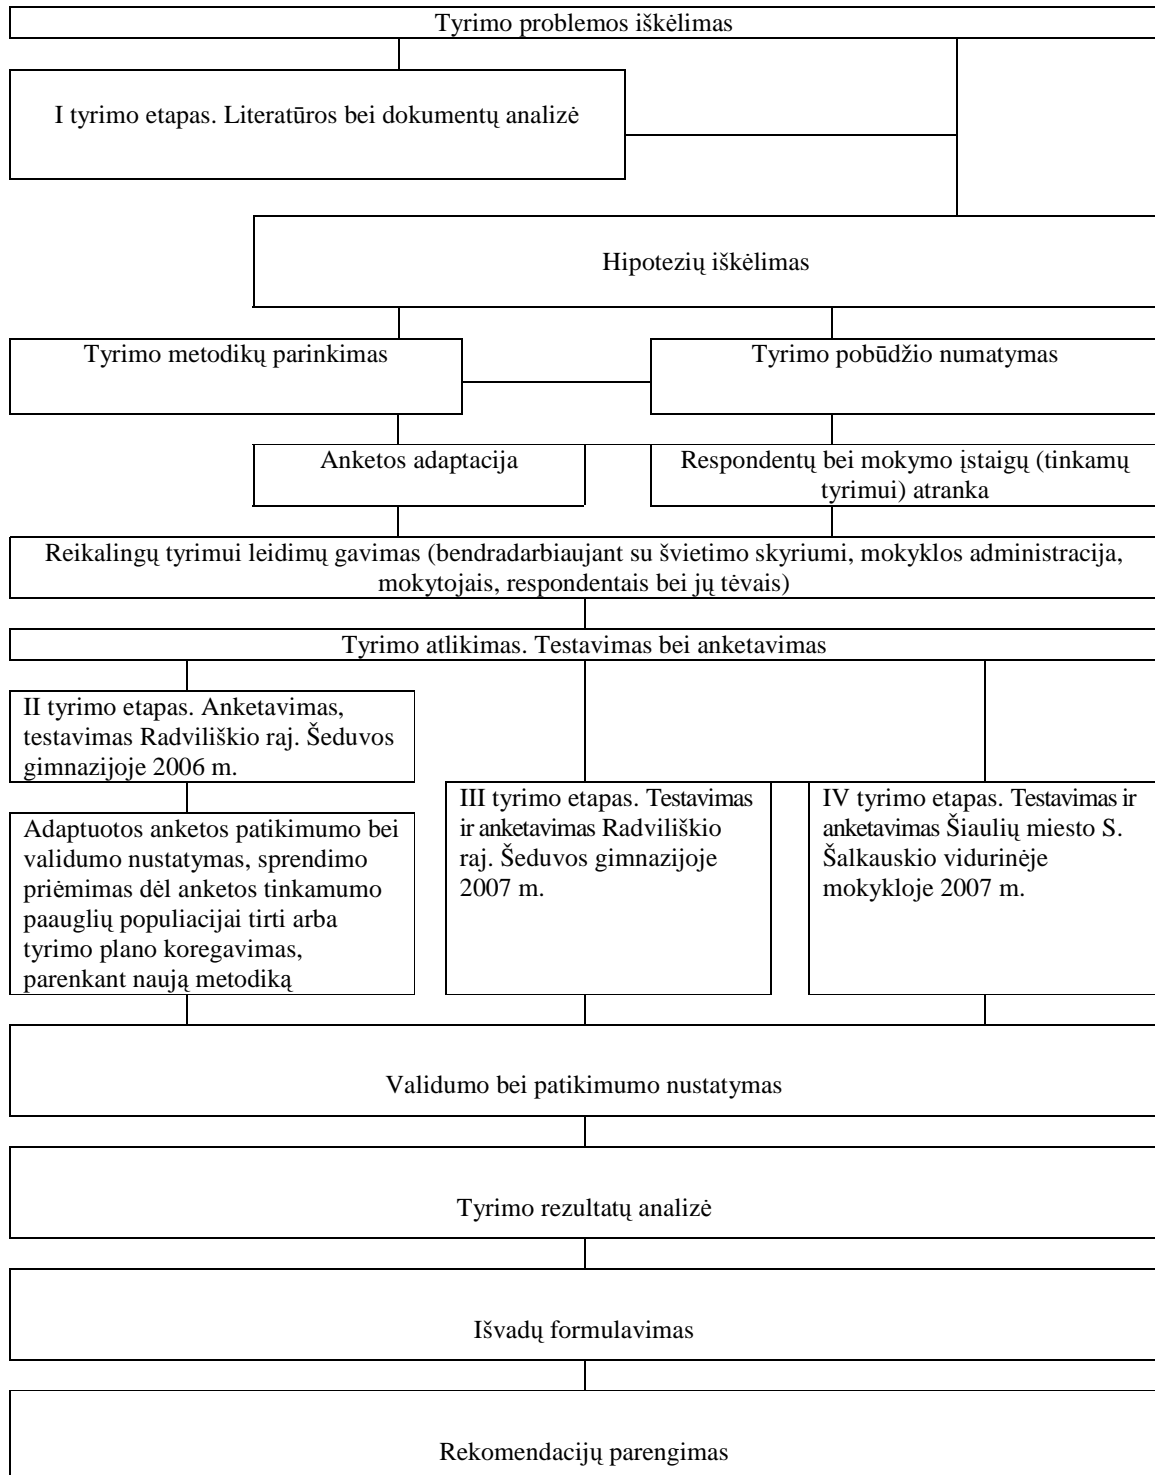 Tyrimo problemos iškėlimas
I tyrimo etapas. Literatūros bei dokumentų analizė
Hipotezių iškėlimas
Tyrimo metodikų parinkimas
Tyrimo pobūdžio numatymas
Anketos adaptacija
Respondentų bei mokymo įstaigų (tinkamų
tyrimui) atranka
Reikalingų tyrimui leidimų gavimas (bendradarbiaujant su švietimo skyriumi, mokyklos administracija,
mokytojais, respondentais bei jų tėvais)
Tyrimo atlikimas. Testavimas bei anketavimas
II tyrimo etapas. Anketavimas,
testavimas Radviliškio raj. Šeduvos
gimnazijoje 2006 m.
Adaptuotos anketos patikimumo bei
validumo nustatymas, sprendimo
priėmimas dėl anketos tinkamumo
paauglių populiacijai tirti arba
tyrimo plano koregavimas,
parenkant naują metodiką
III tyrimo etapas. Testavimas
ir anketavimas Radviliškio
raj. Šeduvos gimnazijoje
2007 m.
IV tyrimo etapas. Testavimas ir
anketavimas Šiaulių miesto S.
Šalkauskio vidurinėje
mokykloje 2007 m.
Validumo bei patikimumo nustatymas
Tyrimo rezultatų analizė
Išvadų formulavimas
Rekomendacijų parengimas